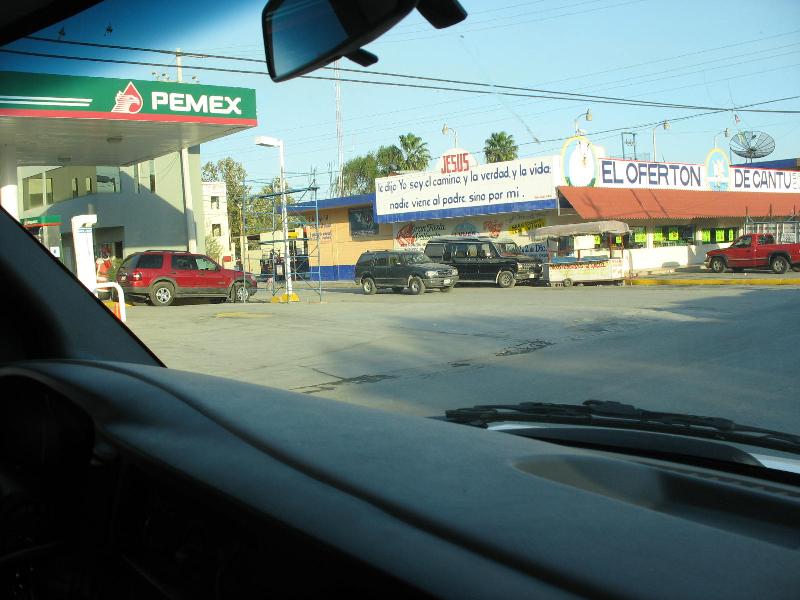 PEMEX
JESUS
le dijo Yo soy el camino, y la verdad, y la vida:
nadie viene al padre, sino por mi.
EL OFERTON
DE CANTU